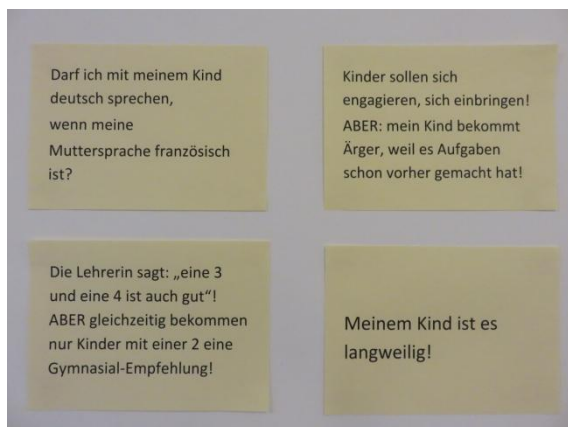 Darf ich mit meinem Kind
deutsch sprechen,
wenn meine
Muttersprache französisch
ist?
Kinder sollen sich
engagieren, sich einbringen!
ABER: mein Kind bekommt
Ärger, weil es Aufgaben
schon vorher gemacht hat!
Die Lehrerin sagt: „eine 3
und eine 4 ist auch gut“!
ABER gleichzeitig bekommen
nur Kinder mit einer 2 eine
Gymnasial-Empfehlung!
Meinem Kind ist es
langweilig!